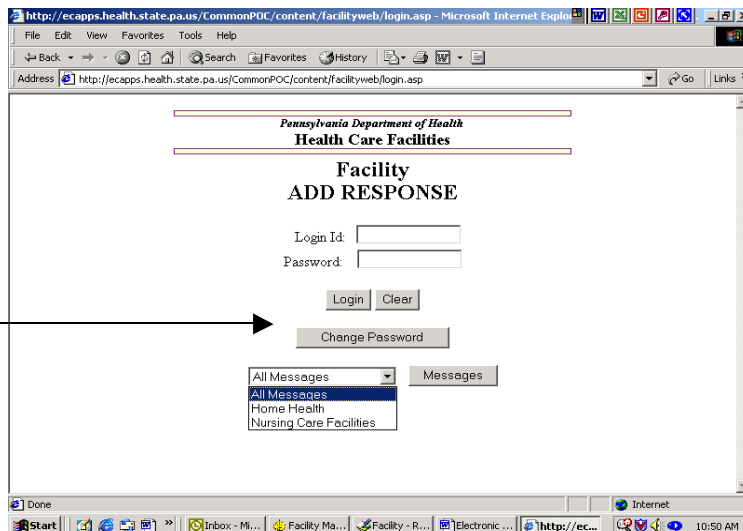 http://ecapps.health.state.pa.us/CommonPOC/content/facilityweb/login.asp - Microsoft Internet Explo
File Edit View Favorites Tools Help
Back Search Favorites History
Address http://ecapps.health.state.pa.us/CommonPOC/content/facilityweb/login.asp Go Links
Pennsylvania Department of Health
Health Care Facilities
Facility
ADD RESPONSE
Login Id:
Password:
Login Clear
Change Password
All Messages Messages
All Messages
Home Health
Nursing Care Facilities
Done Internet
Start Inbox - Mi... Facility Ma... Facility - R... Electronic ... http://ec... 10:50 AM